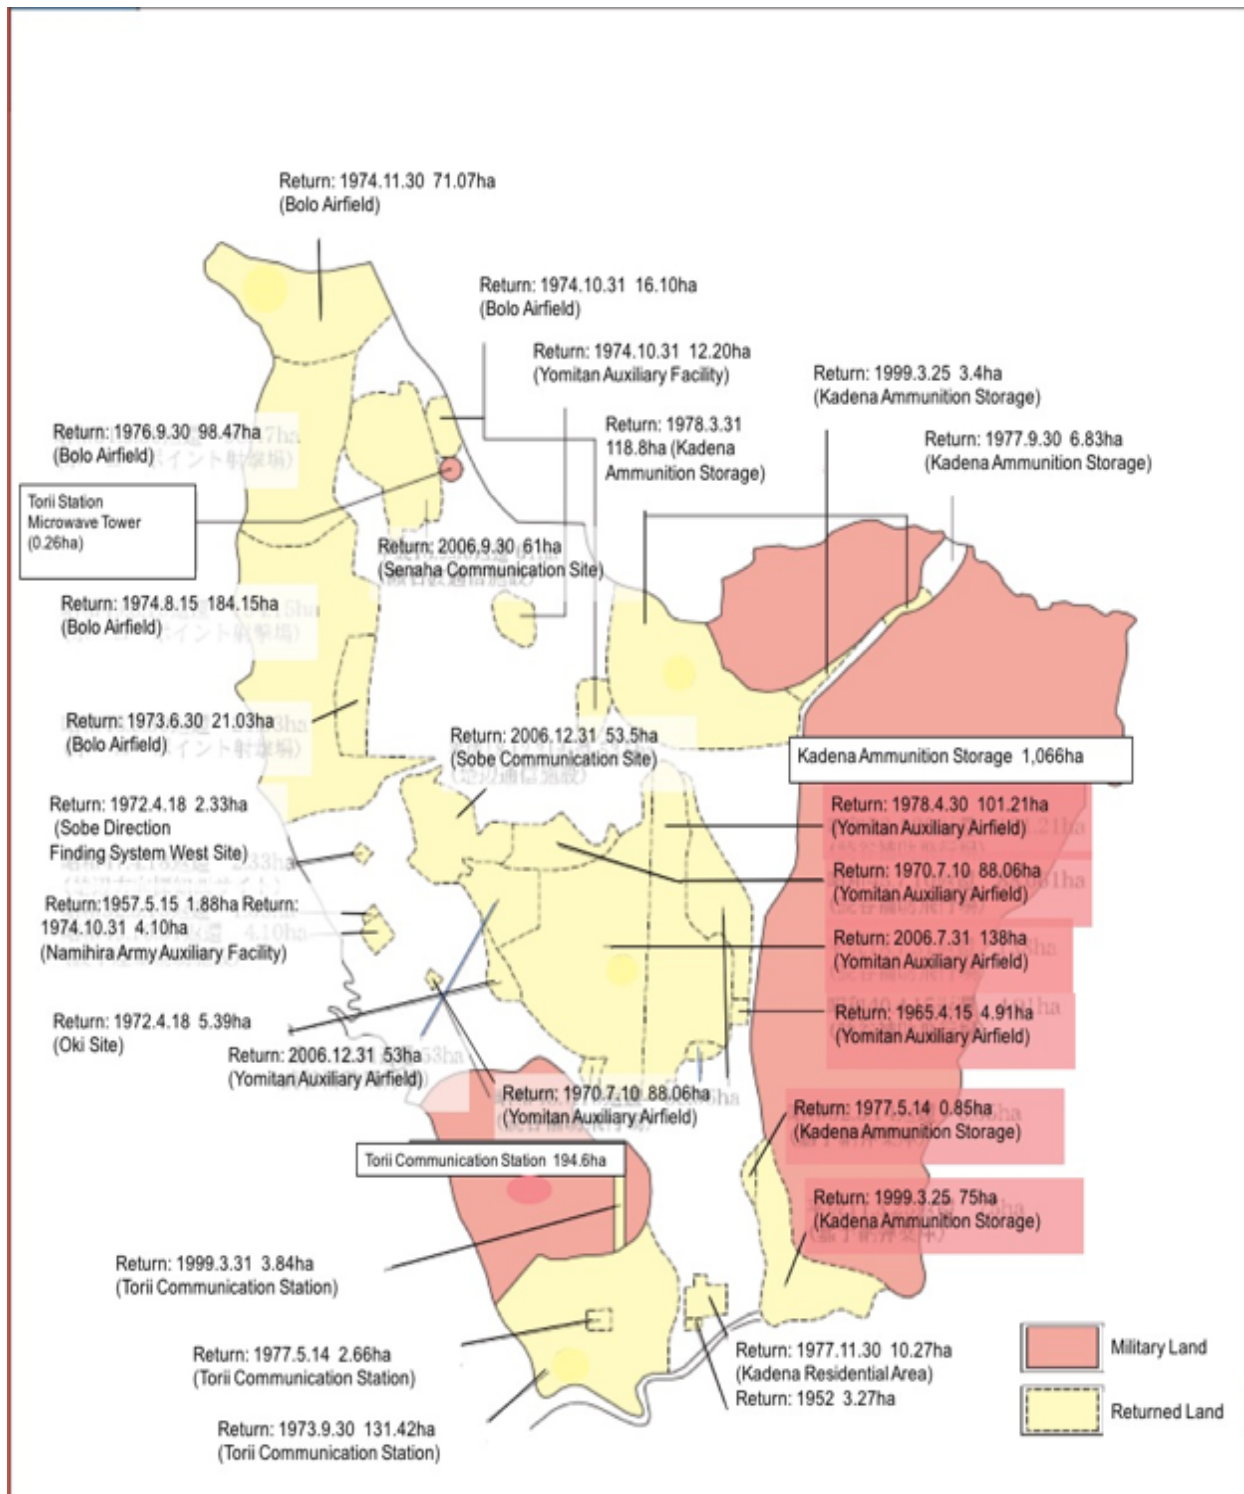 Return: 1974.11.30 71.07ha
(Bolo Airfield)
Return: 1974.10.31 16.10ha
(Bolo Airfield)
Return: 1974.10.31 12.20ha
(Yomitan Auxiliary Facility)
Return: 1999.3.25 3.4ha
(Kadena Ammunition Storage)
Return: 1978.3.31
118.8ha (Kadena
Ammunition Storage)
Return: 1977.9.30 6.83ha
(Kadena Ammunition Storage)
Return: 1976.9.30 98.47ha
(Bolo Airfield)
Torii Station
Microwave Tower
(0.26ha)
Return: 2006,9.30 61ha
(Senaha Communication Site)
Return: 1974.8.15 184.15ha
(Bolo Airfield)
Return: 1973.6.30 21.03ha
(Bolo Airfield)
Return: 2006.12.31 53.5ha
(Sobe Communication Site)
Kadena Ammunition Storage 1,066ha
Return: 1972.4.18 2.33ha
(Sobe Direction
Finding System West Site)
Return: 1978.4.30 101.21ha
(Yomitan Auxiliary Airfield)
Return: 1970.7.10 88.06ha
(Yomitan Auxiliary Airfield)
Return:1957.5.15 1.88ha Return:
1974.10.31 4.10ha
(Namihira Army Auxiliary Facility)
Return: 2006.7.31 138ha
(Yomitan Auxiliary Airfield)
Return: 1965.4.15 4.91ha
(Yomitan Auxiliary Airfield)
Return: 1972.4.18 5.39ha
(Oki Site)
Return: 2006.12.31 53ha
(Yomitan Auxiliary Airfield)
Return: 1970.7.10 88.06ha
(Yomitan Auxiliary Airfield)
Return: 1977.5.14 0.85ha
(Kadena Ammunition Storage)
Torii Communication Station 194.6ha
Return: 1999.3.25 75ha
(Kadena Ammunition Storage)
Return: 1999.3.31 3.84ha
(Torii Communication Station)
Return: 1977.5.14 2.66ha
(Torii Communication Station)
Return: 1977.11.30 10.27ha
(Kadena Residential Area)
Return: 1952 3.27ha
Return: 1973.9.30 131.42ha
(Torii Communication Station)
Military Land
Returned Land